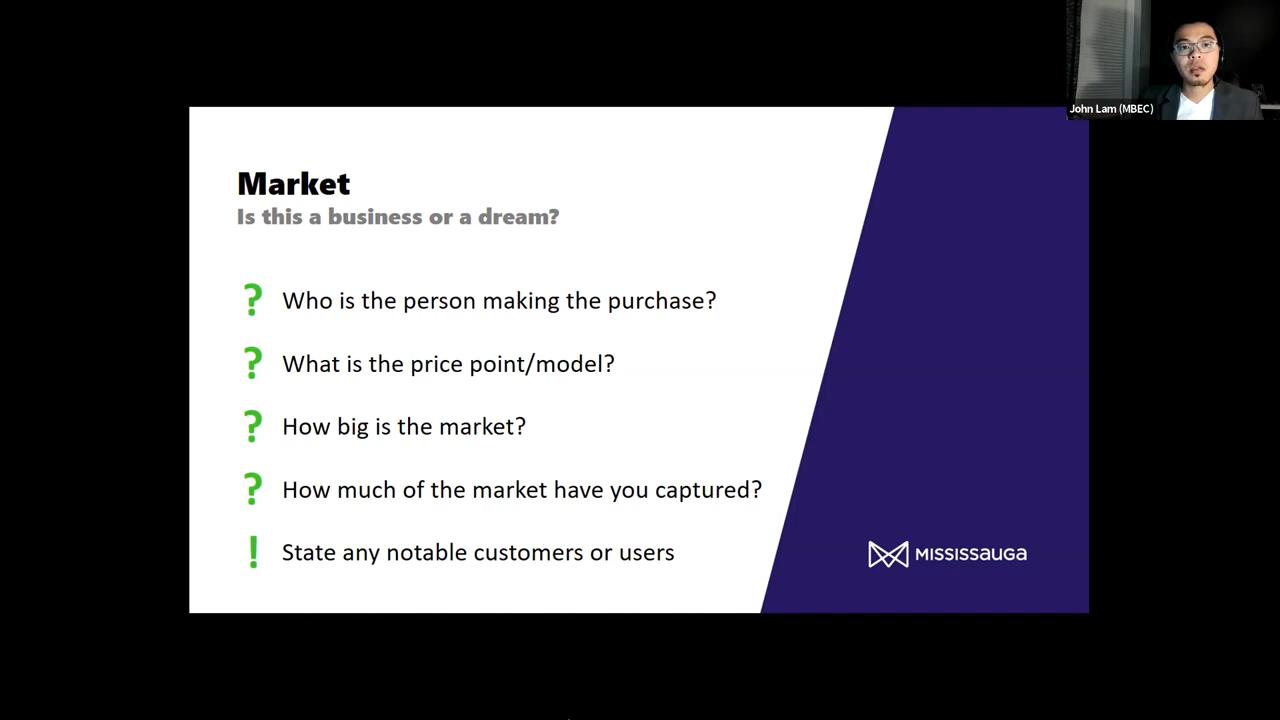 John Lam (MBEC)
Market
Is this a business or a dream?
? Who is the person making the purchase?
? What is the price point/model?
? How big is the market?
? How much of the market have you captured?
! State any notable customers or users
MISSISSAUGA